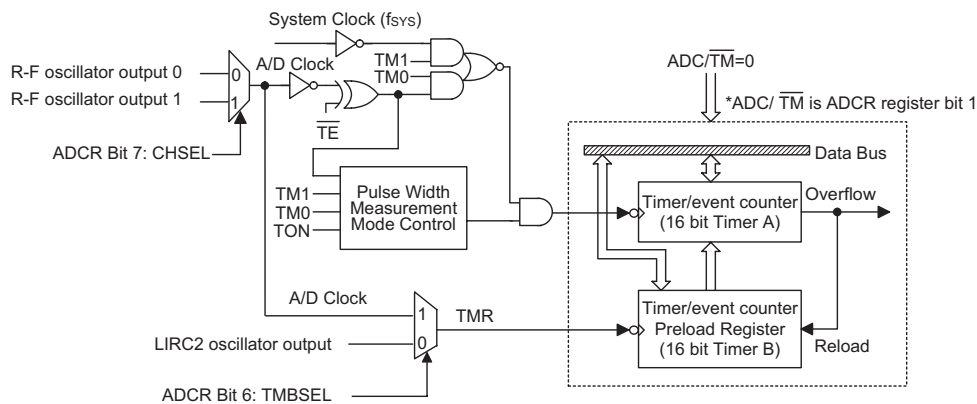 System Clock (fSYS)
A/D Clock
R-F oscillator output 0
R-F oscillator output 1
0
1
TM1
TM0
T̅E̅
ADCR Bit 7: CHSEL
TM1
TM0
TON
Pulse Width
Measurement
Mode Control
ADC/T̅M̅=0
*ADC/ T̅M̅ is ADCR register bit 1
Data Bus
Timer/event counter
(16 bit Timer A)
Overflow
Timer/event counter
Preload Register
(16 bit Timer B)
Reload
A/D Clock
LIRC2 oscillator output
1
0
TMR
ADCR Bit 6: TMBSEL